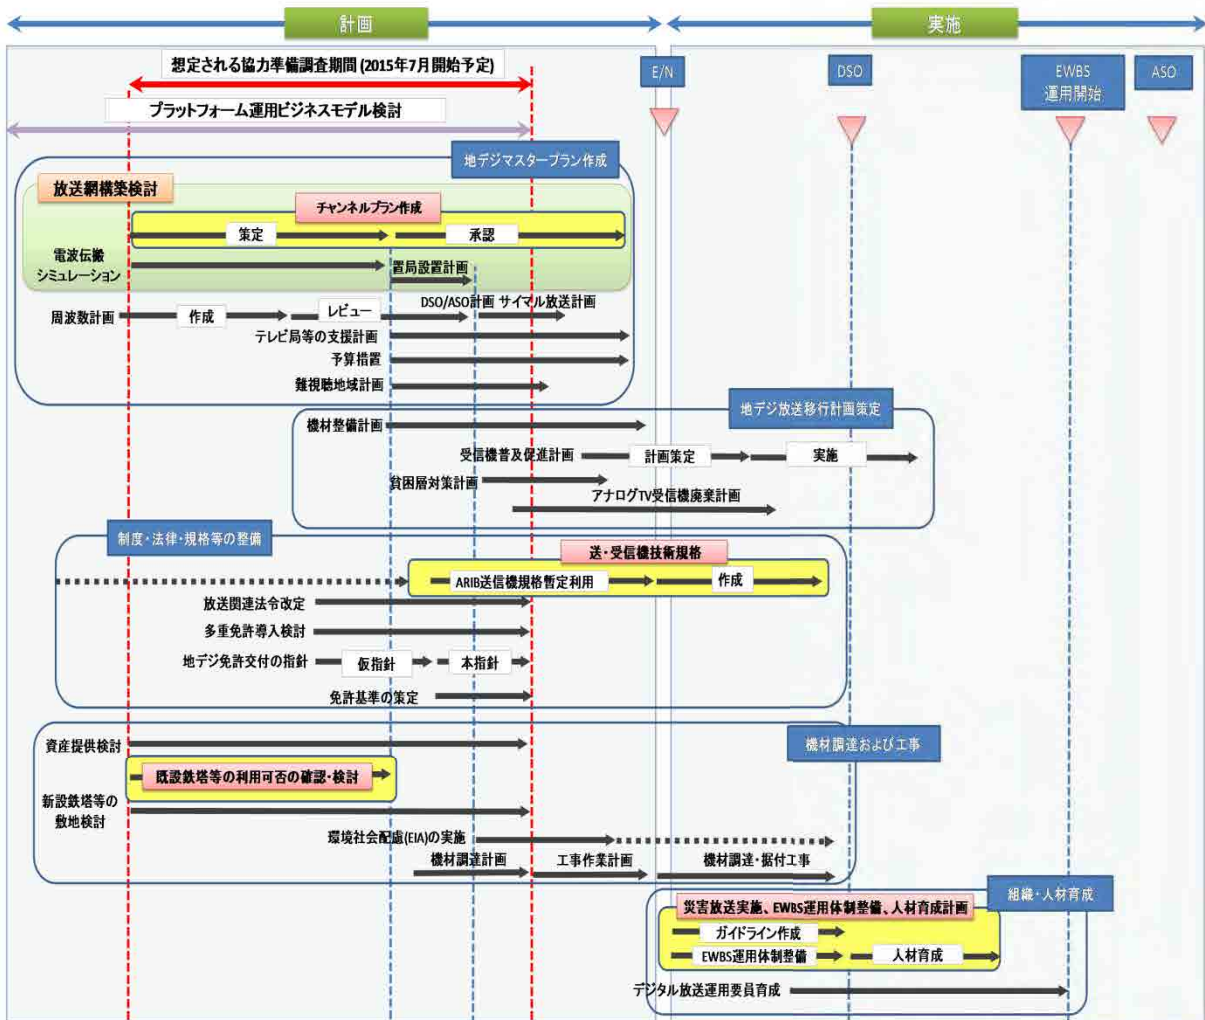 計画
実施
想定される協力準備調査期間 (2015年7月開始予定)
E/N
DSO
EWBS
運用開始
ASO
プラットフォーム運用ビジネスモデル検討
地デジマスタープラン作成
放送網構築検討
チャンネルプラン作成
策定
承認
電波伝搬
シミュレーション
置局設置計画
DSO/ASO計画 サイマル放送計画
周波数計画
作成
レビュー
テレビ局等の支援計画
予算措置
難視聴地域計画
地デジ放送移行計画策定
機材整備計画
受信機普及促進計画
計画策定
実施
貧困層対策計画
アナログTV受信機廃棄計画
制度・法律・規格等の整備
送・受信機技術規格
ARIB送信機規格暫定利用
作成
放送関連法令改定
多重免許導入検討
地デジ免許交付の指針
仮指針
本指針
免許基準の策定
資産提供検討
機材調達および工事
既設鉄塔等の利用可否の確認・検討
新設鉄塔等の
敷地検討
環境社会配慮(EIA)の実施
機材調達計画
工事作業計画
機材調達・据付工事
組織・人材育成
災害放送実施、EWBS運用体制整備、人材育成計画
ガイドライン作成
EWBS運用体制整備
人材育成
デジタル放送運用要員育成